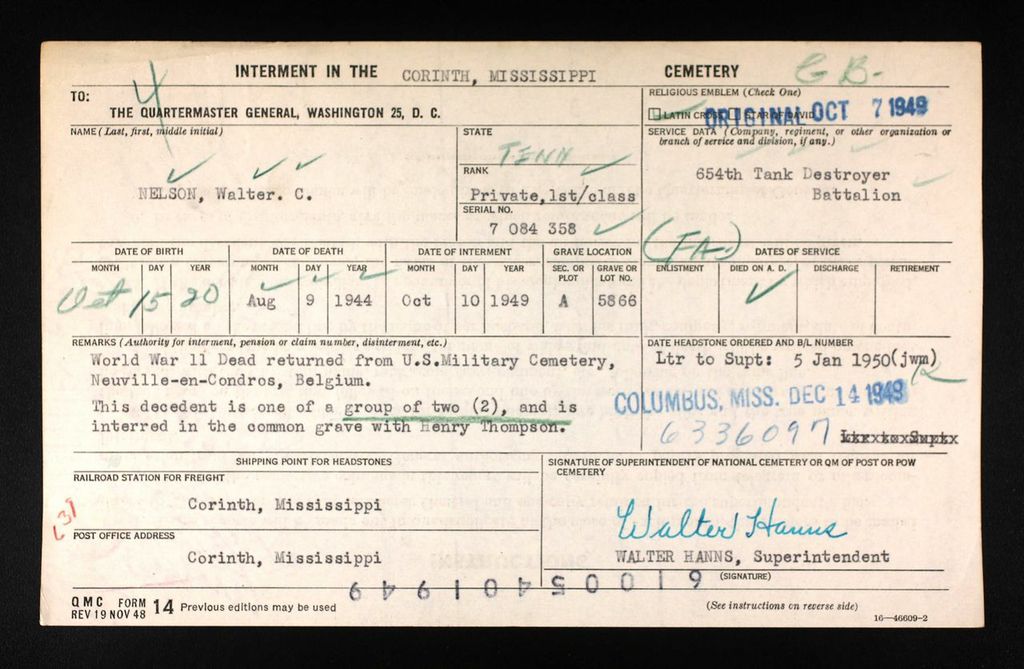 INTERMENT IN THE CORINTH, MISSISSIPPI CEMETERY
G B-
4
TO:
THE QUARTERMASTER GENERAL, WASHINGTON 25, D. C.
RELIGIOUS EMBLEM (Check One)
LATIN CROSS STAR OF DAVID
ORIGINAL OCT 7 1949
NAME (Last, first, middle initial)
NELSON, Walter. C.
STATE
TENN
RANK
Private,1st/class
SERIAL NO.
7 084 358
SERVICE DATA (Company, regiment, or other organization or
branch of service and division, if any.)
654th Tank Destroyer
Battalion
(FA.)
DATE OF BIRTH DATE OF DEATH DATE OF INTERMENT GRAVE LOCATION DATES OF SERVICE
MONTH DAY YEAR MONTH DAY YEAR MONTH DAY YEAR SEC. OR PLOT GRAVE OR LOT NO. ENLISTMENT DIED ON A. D. DISCHARGE RETIREMENT
Oct 15 20 Aug 9 1944 Oct 10 1949 A 5866
REMARKS (Authority for interment, pension or claim number, disinterment, etc.)
World War 11 Dead returned from U.S.Military Cemetery,
Neuville-en-Condros, Belgium.
This decedent is one of a group of two (2), and is
interred in the common grave with Henry Thompson.
DATE HEADSTONE ORDERED AND B/L NUMBER
Ltr to Supt: 5 Jan 1950(jwm)
COLUMBUS, MISS. DEC 14 1949
6336097
SHIPPING POINT FOR HEADSTONES
RAILROAD STATION FOR FREIGHT
Corinth, Mississippi
631
POST OFFICE ADDRESS
Corinth, Mississippi
SIGNATURE OF SUPERINTENDENT OF NATIONAL CEMETERY OR QM OF POST OR POW
CEMETERY
Walter Hanns
WALTER HANNS, Superintendent
(SIGNATURE)
61005401949
QMC FORM 14 Previous editions may be used
REV 19 NOV 48
(See instructions on reverse side)
16—46609-2